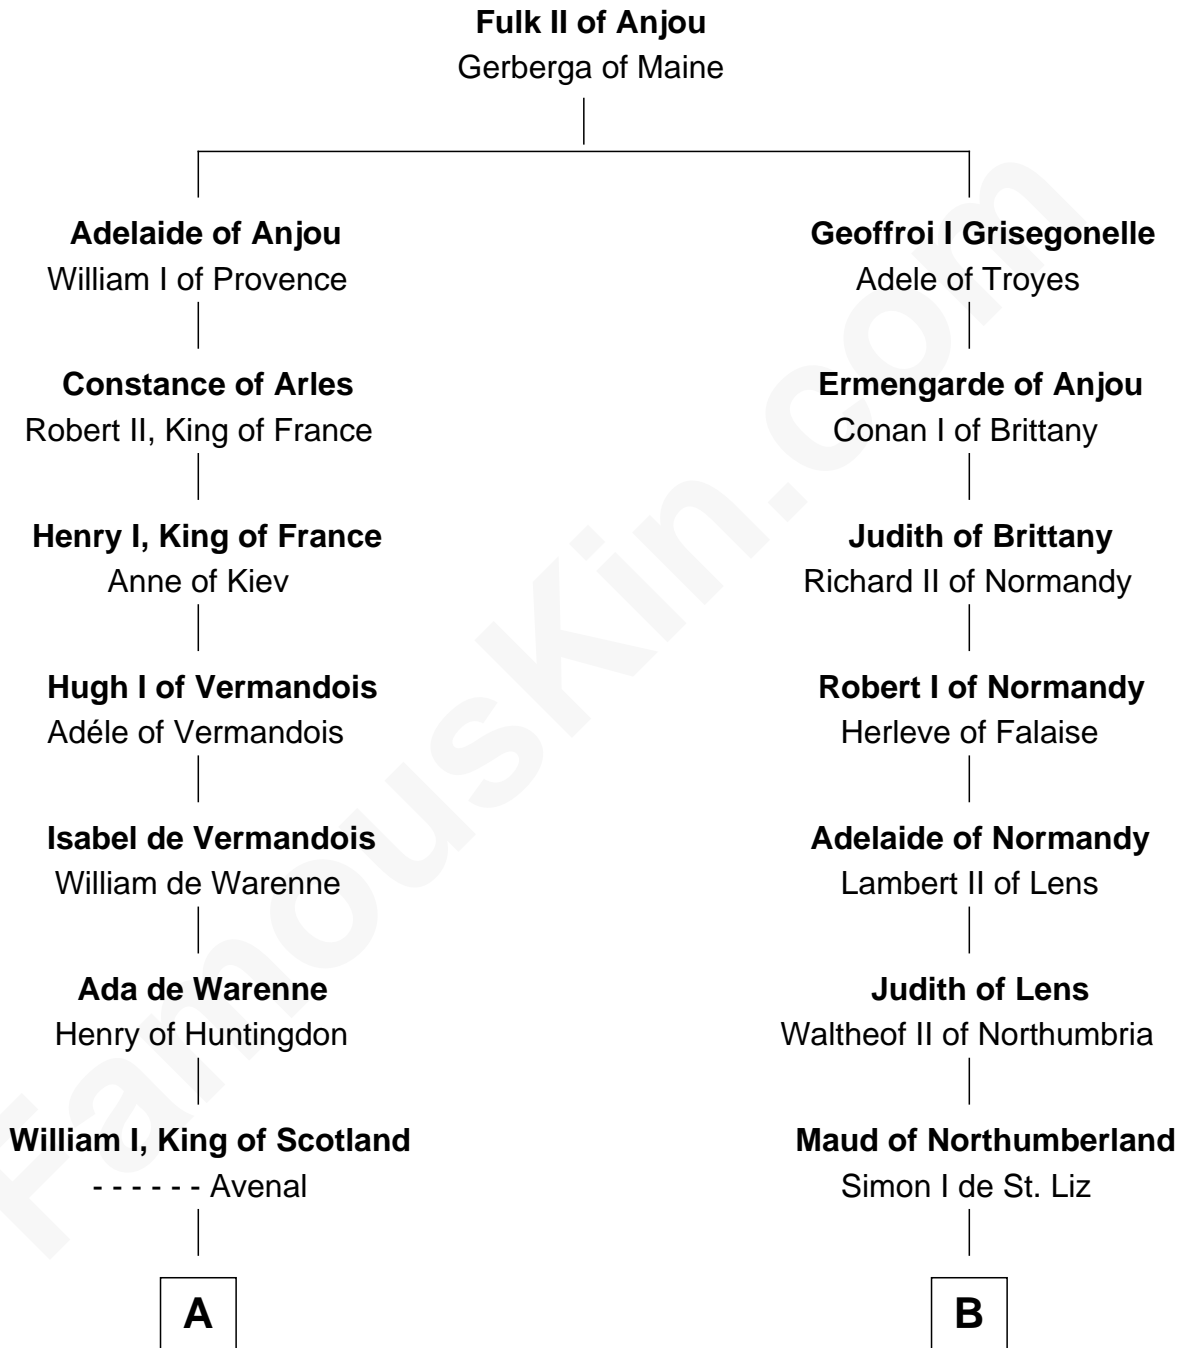 Fulk II of Anjou
Gerberga of Maine
Adelaide of Anjou
William I of Provence
Geoffroi I Grisegonelle
Adele of Troyes
Constance of Arles
Robert II, King of France
Ermengarde of Anjou
Conan I of Brittany
Henry I, King of France
Anne of Kiev
Judith of Brittany
Richard II of Normandy
Hugh I of Vermandois
Adéle of Vermandois
Robert I of Normandy
Herleve of Falaise
Isabel de Vermandois
William de Warenne
Adelaide of Normandy
Lambert II of Lens
Ada de Warenne
Henry of Huntingdon
Judith of Lens
Waltheof II of Northumbria
William I, King of Scotland
- - - - - - Avenal
Maud of Northumberland
Simon I de St. Liz
A
B
FamousKin.com